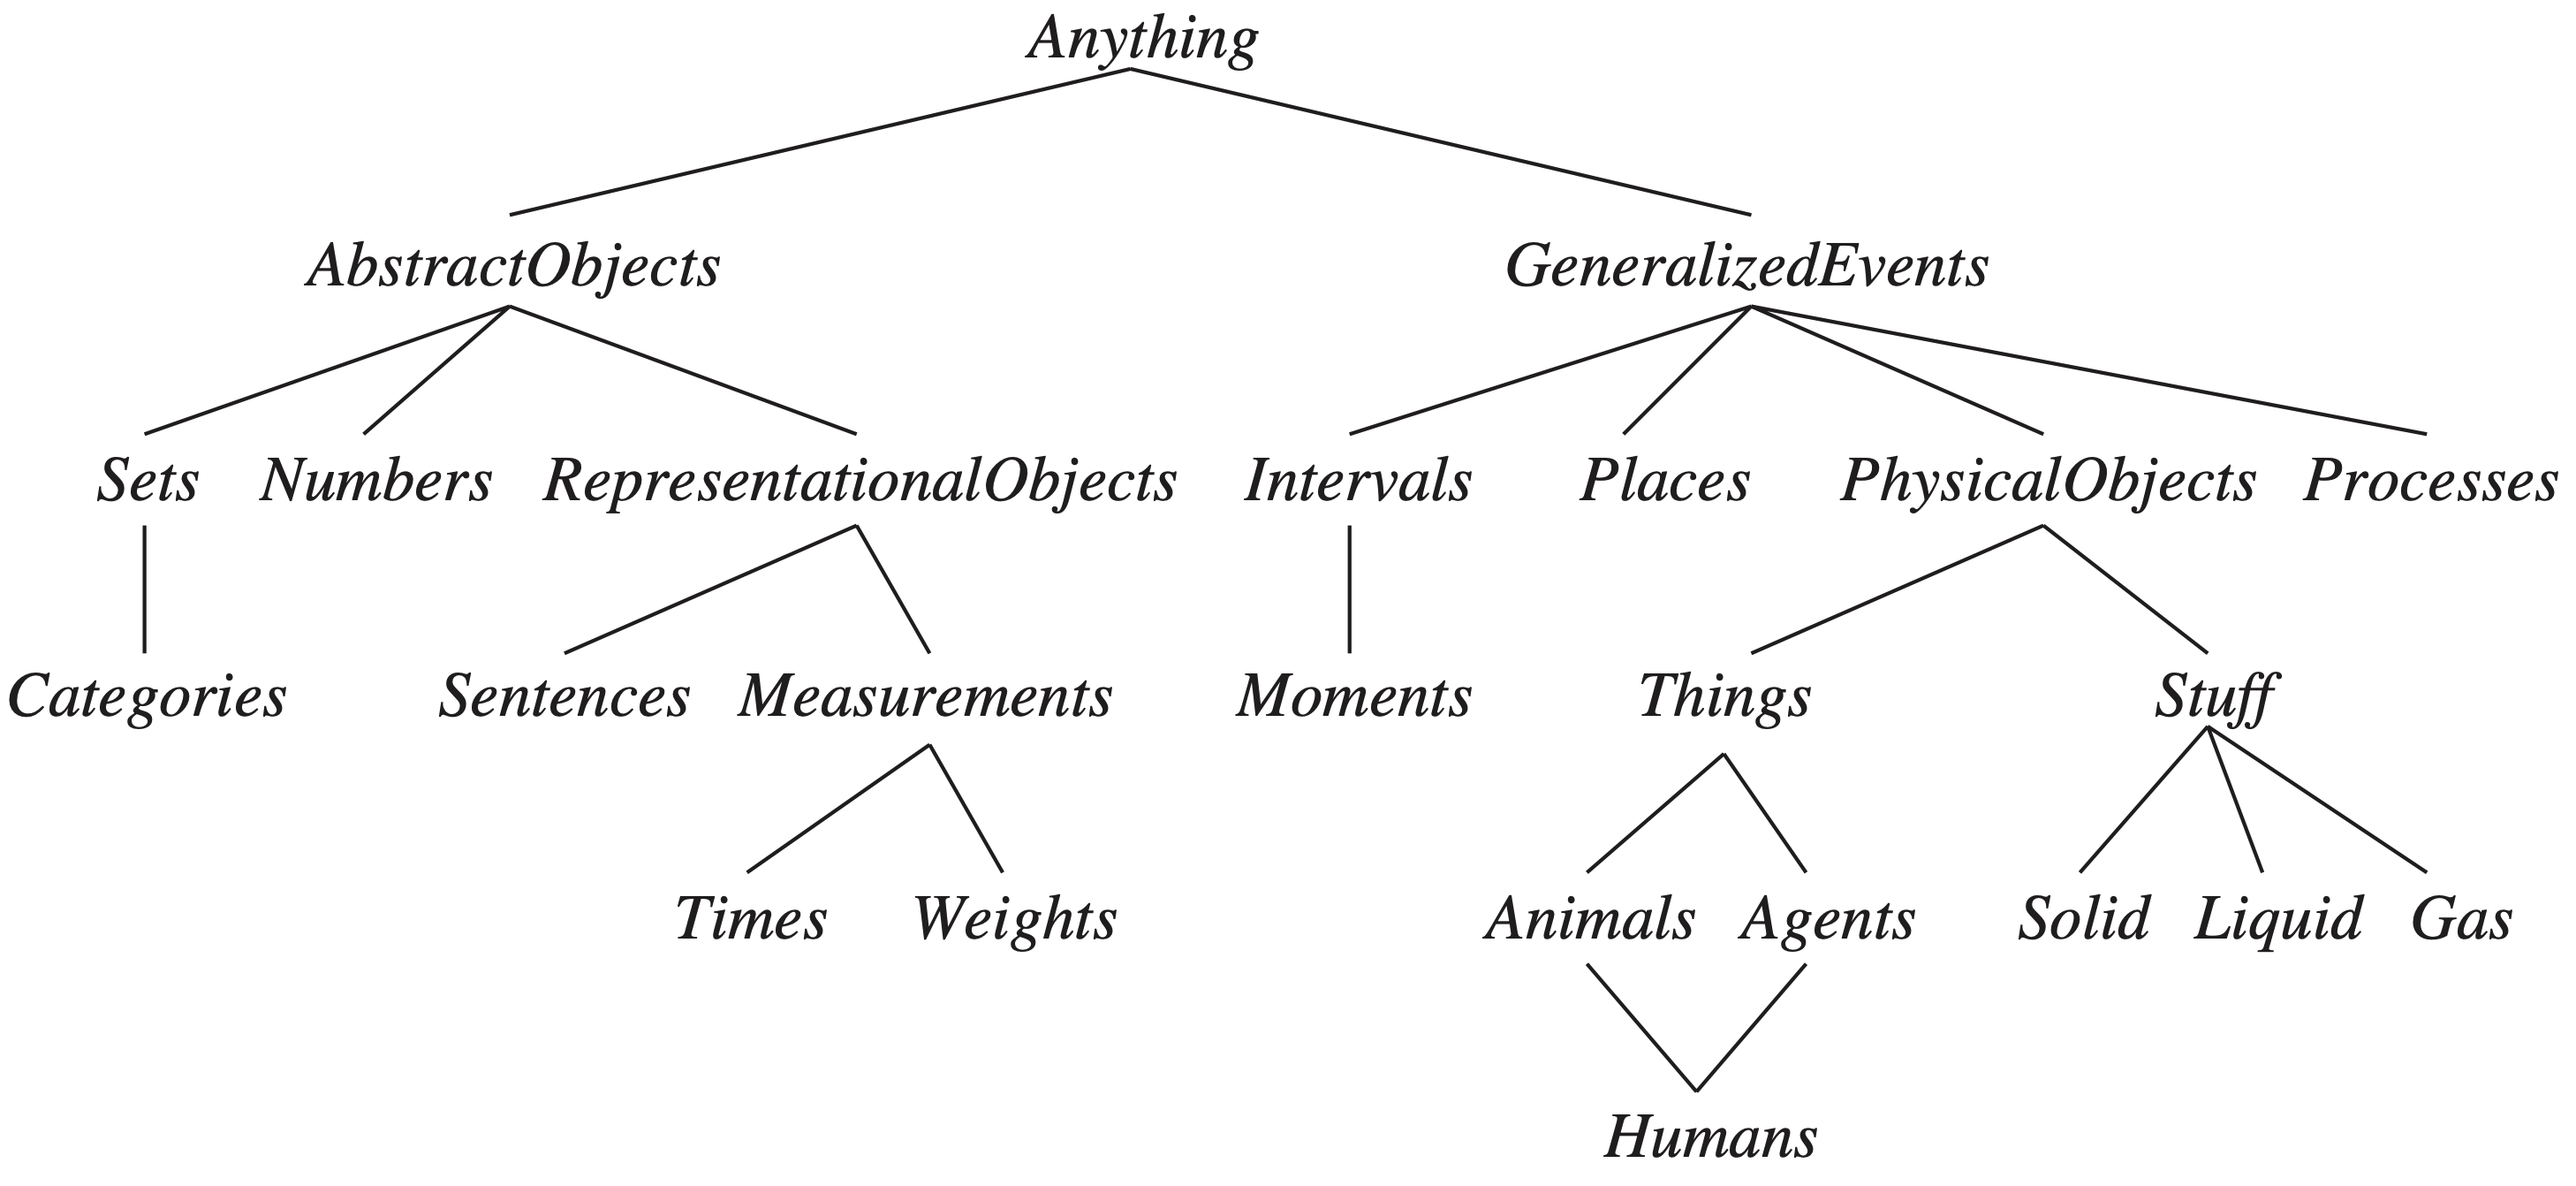 Anything
AbstractObjects GeneralizedEvents
Sets Numbers RepresentationalObjects Intervals Places PhysicalObjects Processes
Categories Sentences Measurements Moments Things Stuff
Times Weights Animals Agents Solid Liquid Gas
Humans